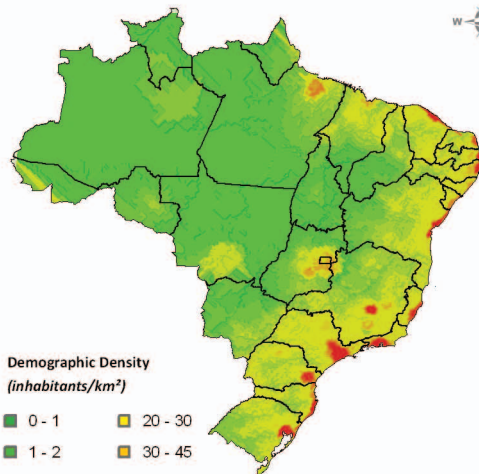 W
Demographic Density
(inhabitants/km²)
0 - 1 20 - 30
1 - 2 30 - 45